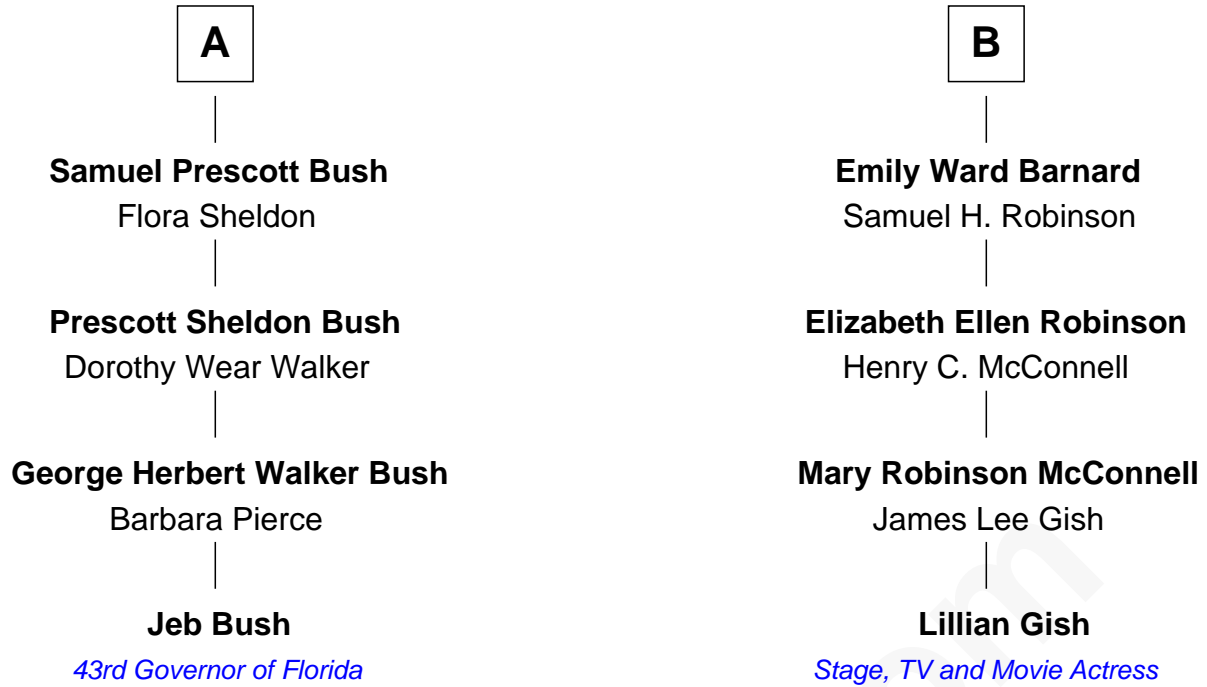 A
B
Samuel Prescott Bush
Flora Sheldon
Emily Ward Barnard
Samuel H. Robinson
Prescott Sheldon Bush
Dorothy Wear Walker
Elizabeth Ellen Robinson
Henry C. McConnell
George Herbert Walker Bush
Barbara Pierce
Mary Robinson McConnell
James Lee Gish
Jeb Bush
43rd Governor of Florida
Lillian Gish
Stage, TV and Movie Actress